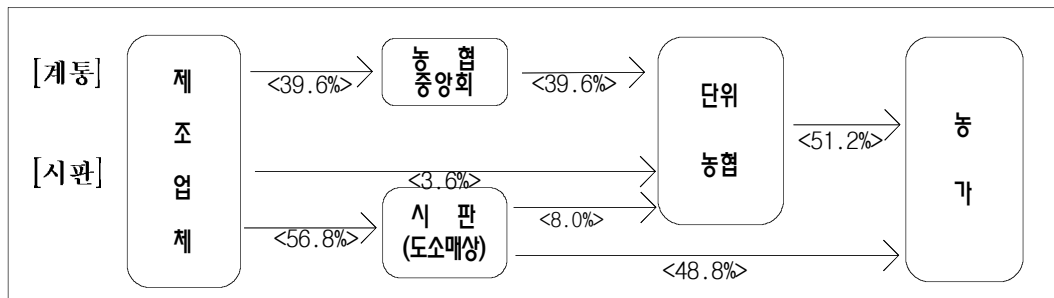 [계통]
제
조
업
체
<39.6%>
농 협
중앙회
<39.6%>
단위
농협
<51.2%>
농
가
[시판]
<3.6%>
<56.8%>
시 판
(도소매상)
<8.0%>
<48.8%>